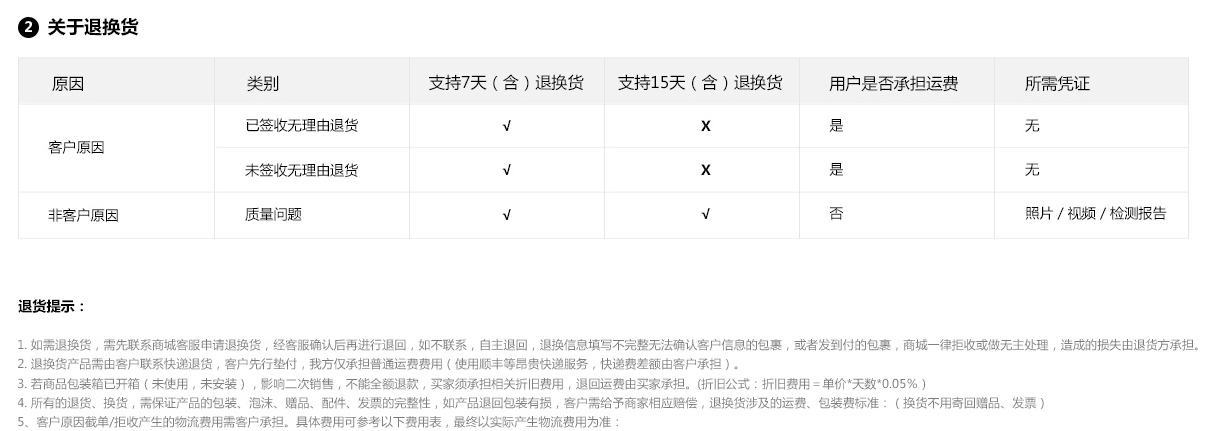 2 关于退换货
原因 类别 支持7天（含）退换货 支持15天（含）退换货 用户是否承担运费 所需凭证
客户原因 已签收无理由退货 √ X 是 无
未签收无理由退货 √ X 是 无
非客户原因 质量问题 √ √ 否 照片 / 视频 / 检测报告
退货提示：
1. 如需退换货，需先联系商城客服申请退换货，经客服确认后再进行退回，如不联系，自主退回，退换信息填写不完整无法确认客户信息的包裹，或者发到付的包裹，商城一律拒收或做无主处理，造成的损失由退货方承担。
2. 退换货产品需由客户联系快递退货，客户先行垫付，我方仅承担普通运费费用（使用顺丰等昂贵快递服务，快递费差额由客户承担）。
3. 若商品包装箱已开箱（未使用，未安装），影响二次销售，不能全额退款，买家须承担相关折旧费用，退回运费由买家承担。(折旧公式：折旧费用＝单价*天数*0.05%）
4. 所有的退货、换货，需保证产品的包装、泡沫、赠品、配件、发票的完整性，如产品退回包装有损，客户需给予商家相应赔偿，退换货涉及的运费、包装费标准：（换货不用寄回赠品、发票）
5、客户原因截单/拒收产生的物流费用需客户承担。具体费用可参考以下费用表，最终以实际产生物流费用为准：